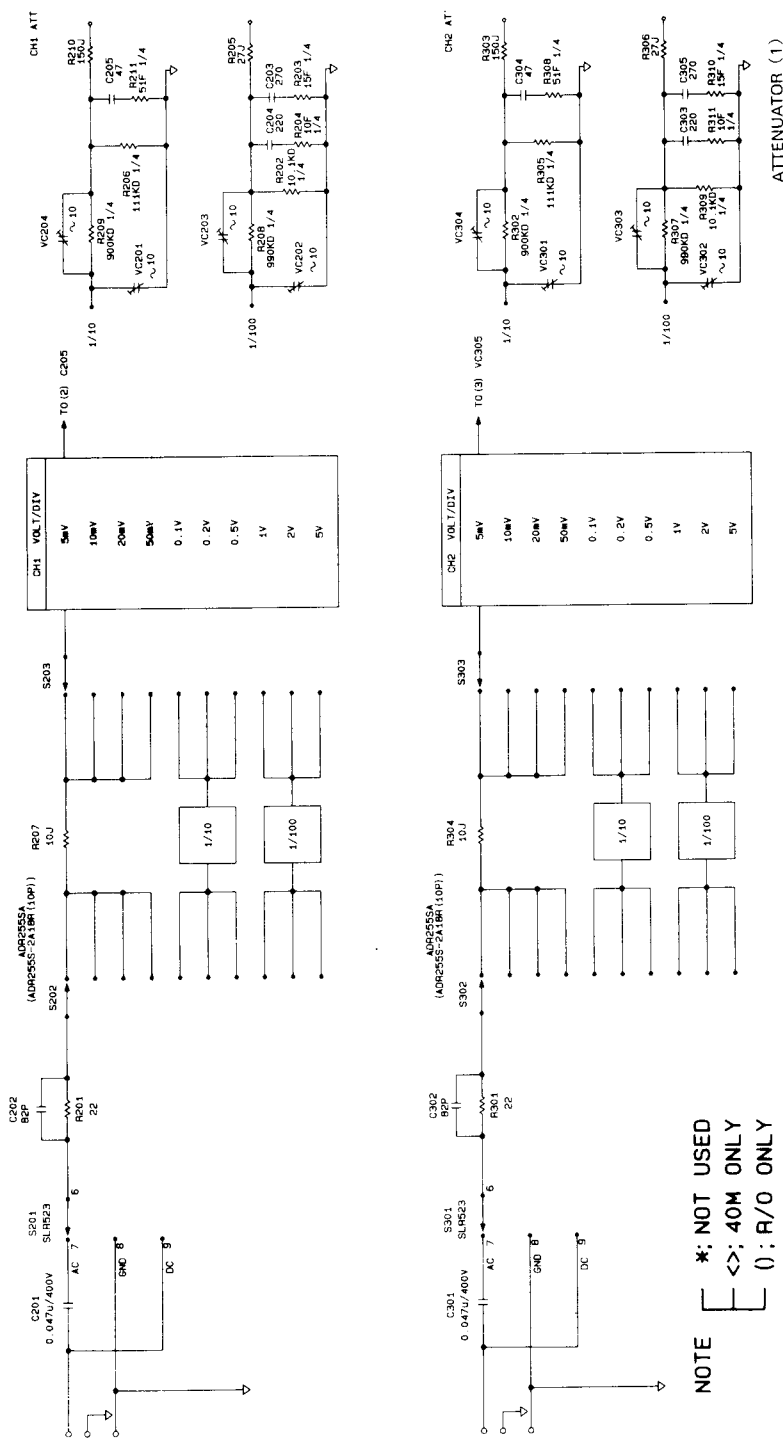 CH1 ATT
R210
150J
C205
47
R211
51F 1/4
R206
111KD 1/4
VC204
~10
R209
900KD 1/4
VC201
~10
1/10
R205
27J
C203
270
R203
15F 1/4
C204
220
R204
10F
1/4
R202
10.1KD
1/4
VC203
~10
R208
990KD 1/4
VC202
~10
1/100
TO (2) C205
CH1 VOLT/DIV
5mV
10mV
20mV
50mV
0.1V
0.2V
0.5V
1V
2V
5V
S203
R207
10J
1/10
1/100
ADR255SA
(ADR255S-2A18R(10P))
S202
C202
82P
R201
22
S201
SLR523
6
C201
0.047u/400V
AC 7
GND 8
DC 9
CH2 AT
R303
150J
C304
47
R308
51F 1/4
R305
111KD 1/4
VC304
~10
R302
900KD 1/4
VC301
~10
1/10
R306
27J
C305
270
R310
15F 1/4
C303
220
R311
10F
1/4
R309
10.1KD
1/4
VC303
~10
R307
990KD 1/4
VC302
~10
1/100
TO (3) VC305
CH2 VOLT/DIV
5mV
10mV
20mV
50mV
0.1V
0.2V
0.5V
1V
2V
5V
S303
R304
10J
1/10
1/100
ADR255SA
(ADR255S-2A18R(10P))
S302
C302
82P
R301
22
S301
SLR523
6
C301
0.047u/400V
AC 7
GND 8
DC 9
NOTE
*; NOT USED
<>; 40M ONLY
(); R/O ONLY
ATTENUATOR (1)